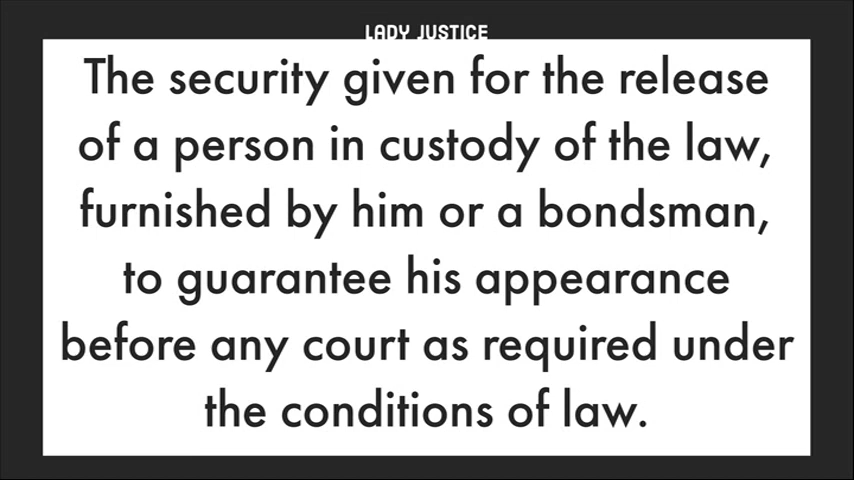 LADY JUSTICE
The security given for the release
of a person in custody of the law,
furnished by him or a bondsman,
to guarantee his appearance
before any court as required under
the conditions of law.